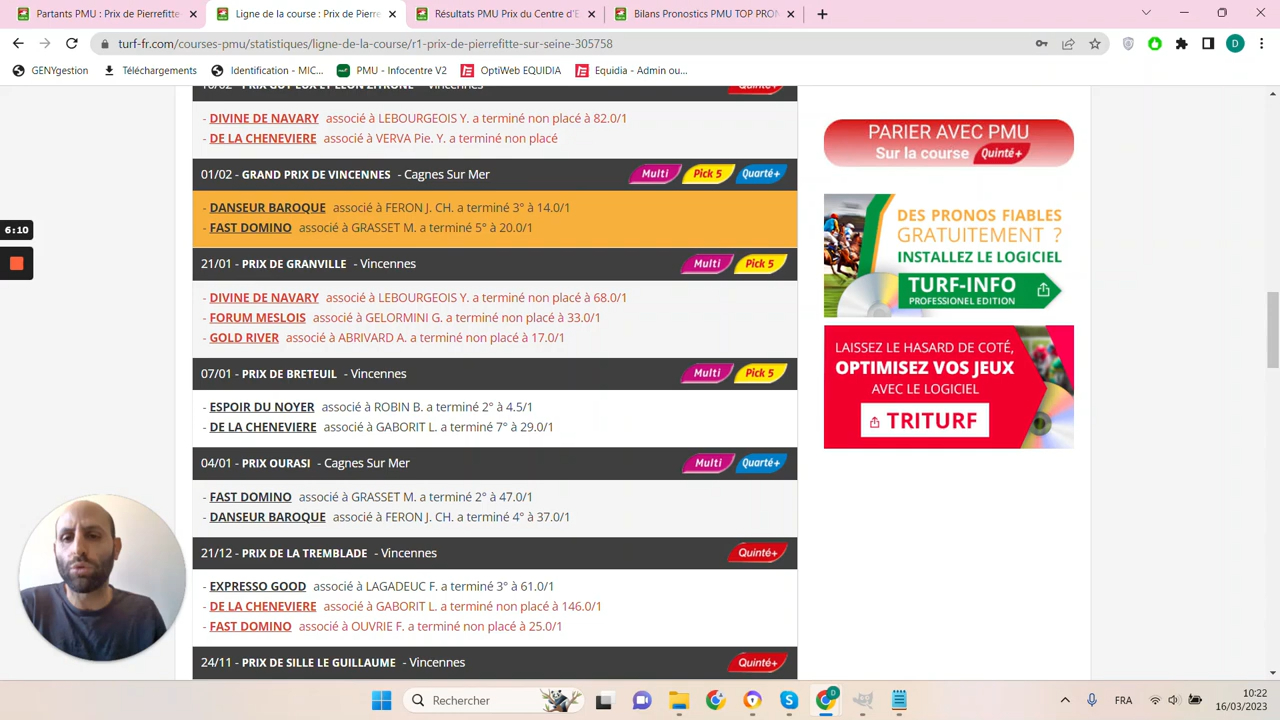 Partants PMU : Prix de Pierrefitte
Ligne de la course : Prix de Pierre
Résultats PMU Prix du Centre d'E
Bilans Pronostics PMU TOP PRON
turf-fr.com/courses-pmu/statistiques/ligne-de-la-course/r1-prix-de-pierrefitte-sur-seine-305758
D
GENYgestion
Téléchargements
Identification - MIC...
PMU - Infocentre V2
OptiWeb EQUIDIA
Equidia - Admin ou...
Vincennes
Quinté+
- DIVINE DE NAVARY associé à LEBOURGEOIS Y. a terminé non placé à 82.0/1
- DE LA CHENEVIERE associé à VERVA Pie. Y. a terminé non placé
01/02 - GRAND PRIX DE VINCENNES - Cagnes Sur Mer
Multi Pick 5 Quarté+
- DANSEUR BAROQUE associé à FERON J. CH. a terminé 3° à 14.0/1
- FAST DOMINO associé à GRASSET M. a terminé 5° à 20.0/1
21/01 - PRIX DE GRANVILLE - Vincennes
Multi Pick 5
- DIVINE DE NAVARY associé à LEBOURGEOIS Y. a terminé non placé à 68.0/1
- FORUM MESLOIS associé à GELORMINI G. a terminé non placé à 33.0/1
- GOLD RIVER associé à ABRIVARD A. a terminé non placé à 17.0/1
07/01 - PRIX DE BRETEUIL - Vincennes
Multi Pick 5
- ESPOIR DU NOYER associé à ROBIN B. a terminé 2° à 4.5/1
- DE LA CHENEVIERE associé à GABORIT L. a terminé 7° à 29.0/1
04/01 - PRIX OURASI - Cagnes Sur Mer
Multi Quarté+
- FAST DOMINO associé à GRASSET M. a terminé 2° à 47.0/1
- DANSEUR BAROQUE associé à FERON J. CH. a terminé 4° à 37.0/1
21/12 - PRIX DE LA TREMBLADE - Vincennes
Quinté+
- EXPRESSO GOOD associé à LAGADEUC F. a terminé 3° à 61.0/1
- DE LA CHENEVIERE associé à GABORIT L. a terminé non placé à 146.0/1
- FAST DOMINO associé à OUVRIE F. a terminé non placé à 25.0/1
24/11 - PRIX DE SILLE LE GUILLAUME - Vincennes
Quinté+
PARIER AVEC PMU
Sur la course Quinté+
DES PRONOS FIABLES
GRATUITEMENT ?
INSTALLEZ LE LOGICIEL
TURF-INFO
PROFESSIONEL EDITION
LAISSEZ LE HASARD DE COTÉ,
OPTIMISEZ VOS JEUX
AVEC LE LOGICIEL
TRITURF
6:10
Rechercher
FRA
10:22
16/03/2023